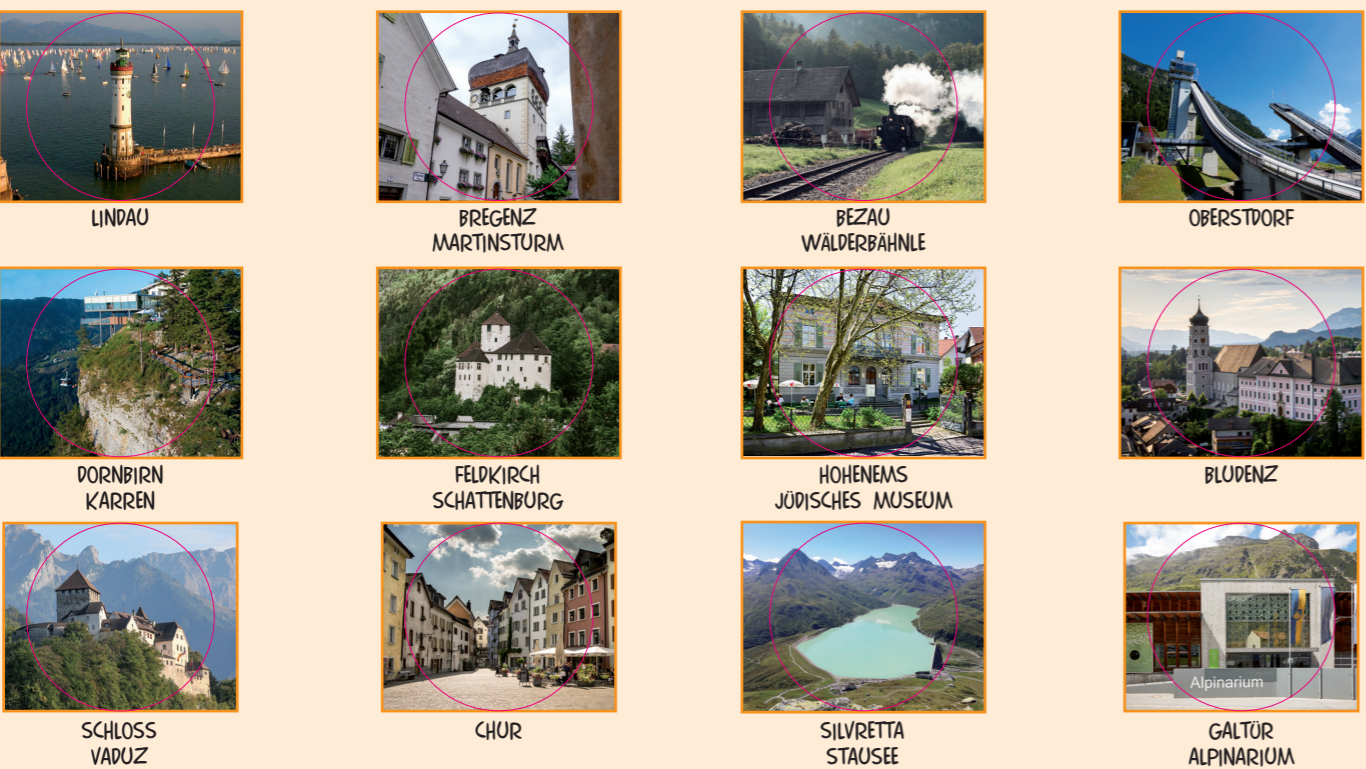 LINDAU
BREGENZ
MARTINSTURM
BEZAU
WÄLDERBÄHNLE
OBERSTDORF
DORNBIRN
KARREN
FELDKIRCH
SCHATTENBURG
HOHENEMS
JÜDISCHES MUSEUM
BLUDENZ
SCHLOSS
VADUZ
CHUR
SILVRETTA
STAUSEE
Alpinarium
GALTÜR
ALPINARIUM